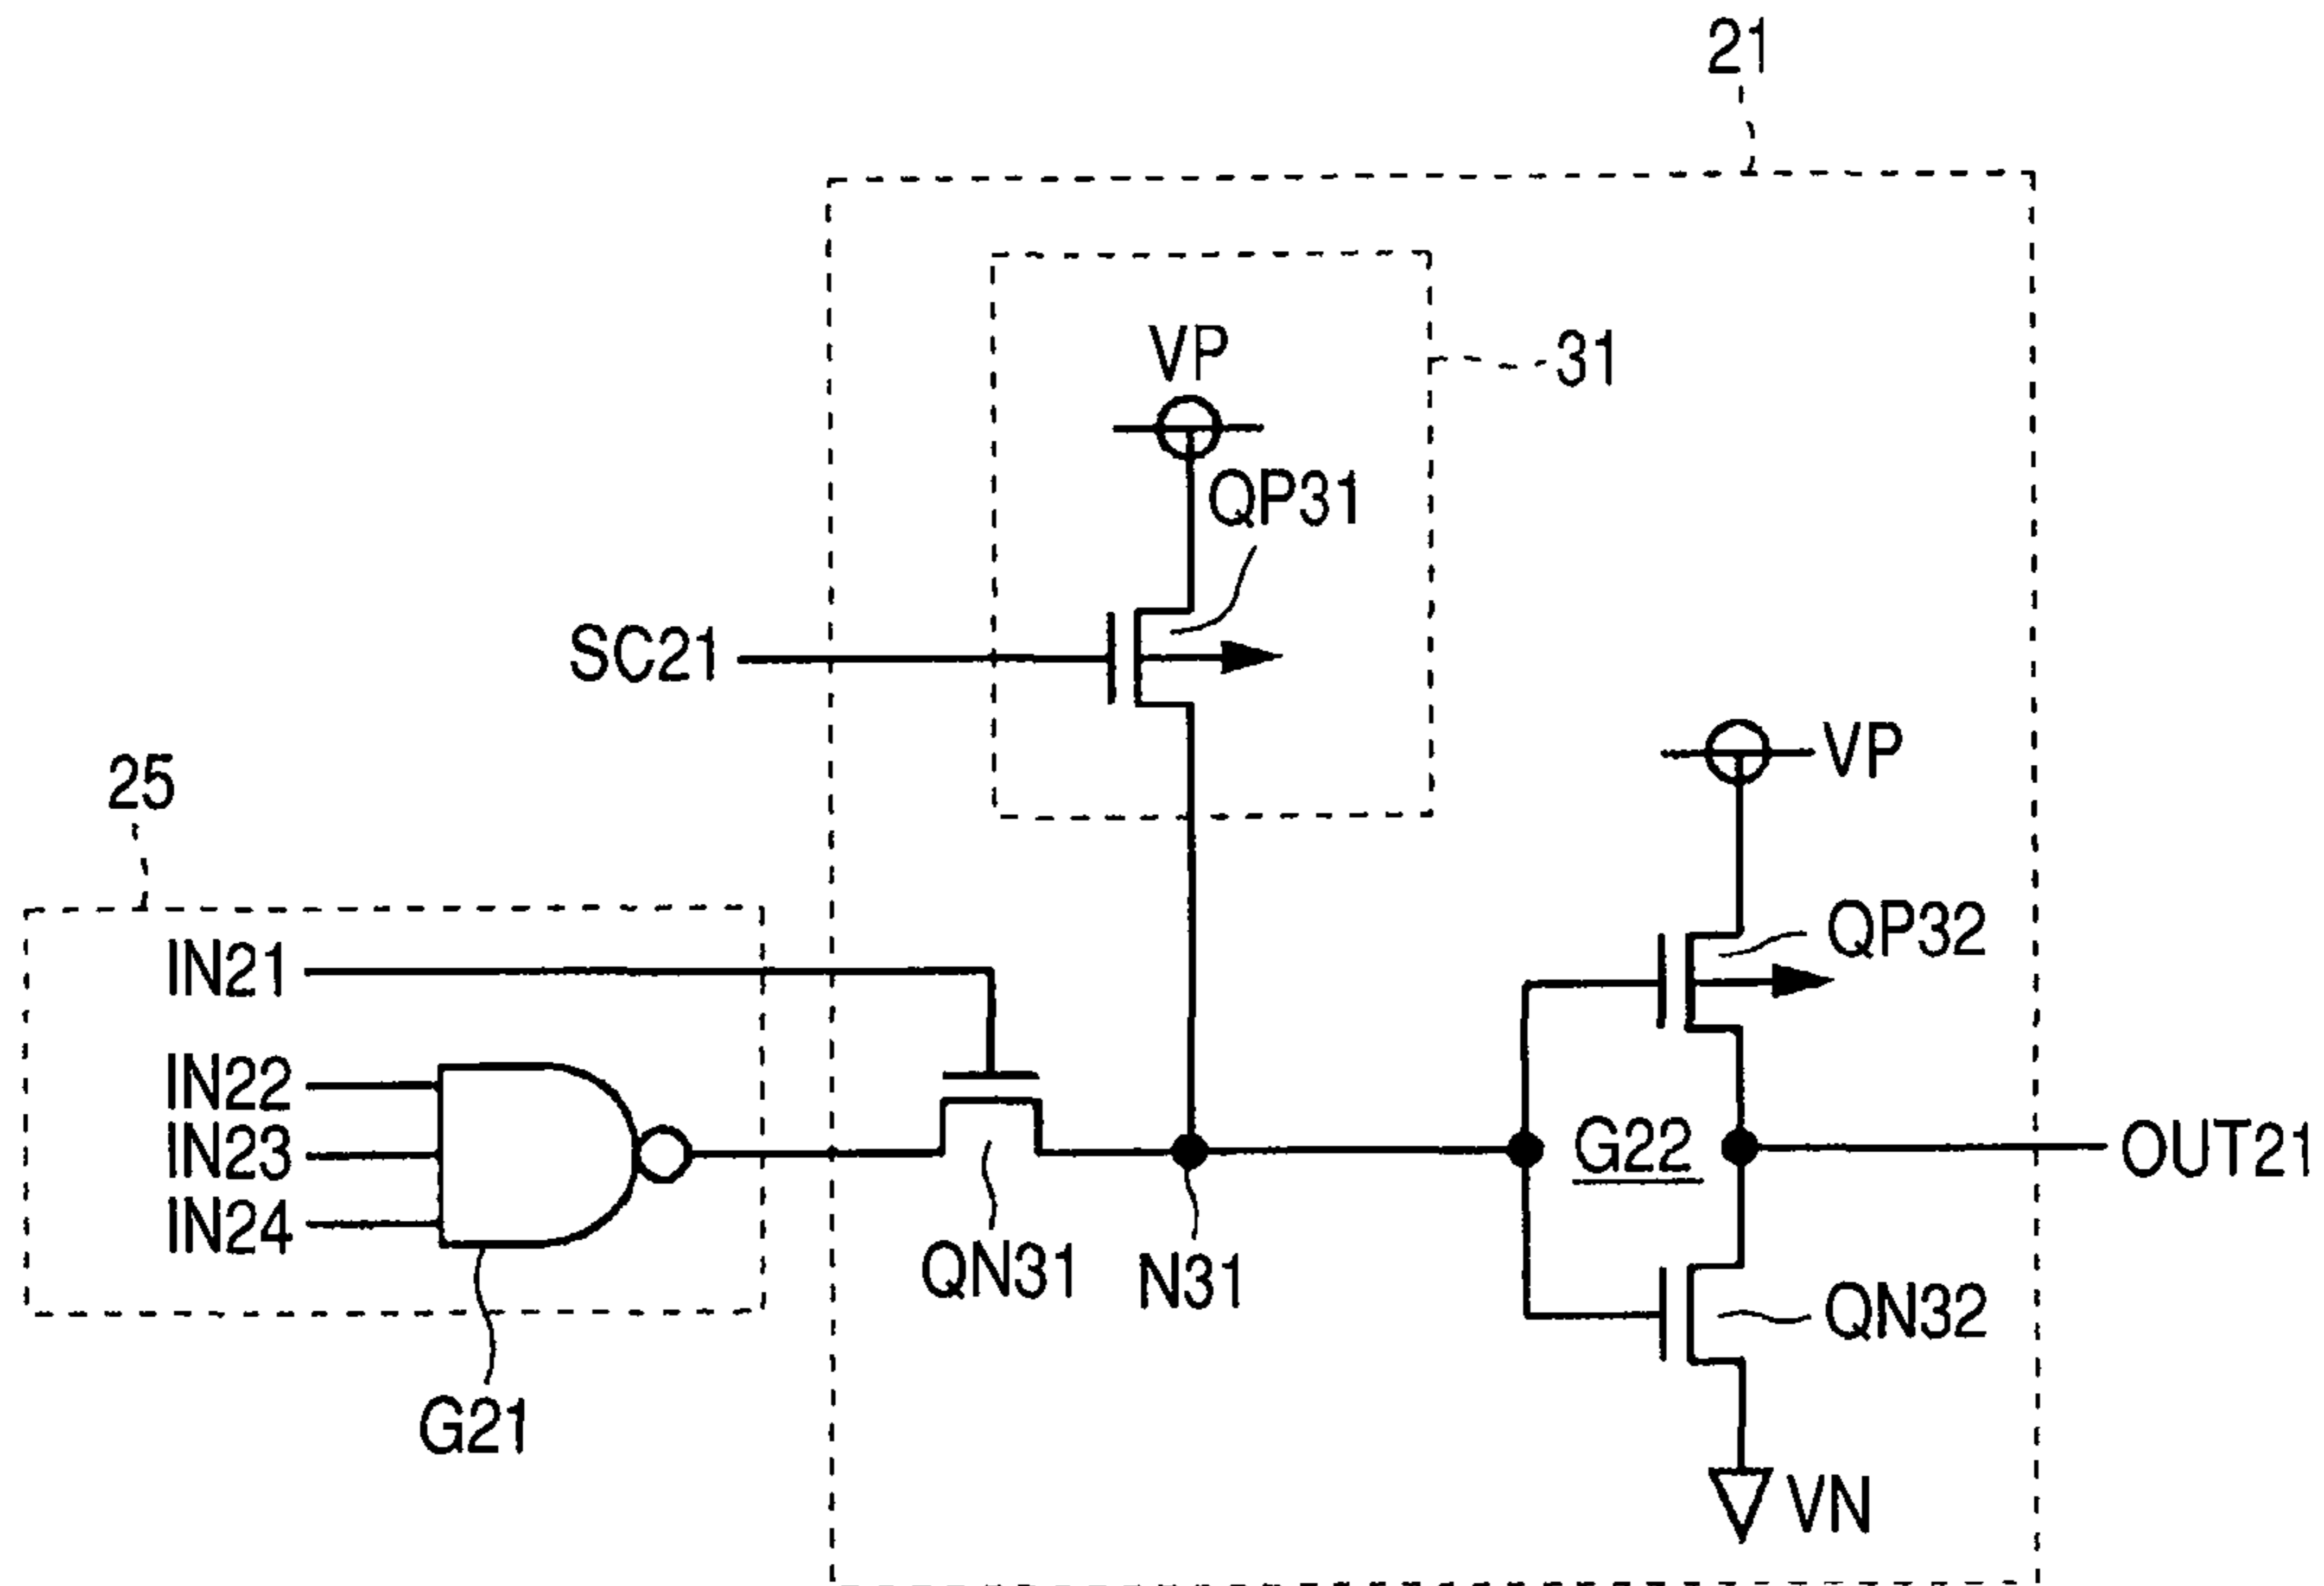 21
VP
31
QP31
SC21
VP
25
QP32
IN21
IN22
IN23
IN24
G22
OUT21
QN31
N31
QN32
G21
VN